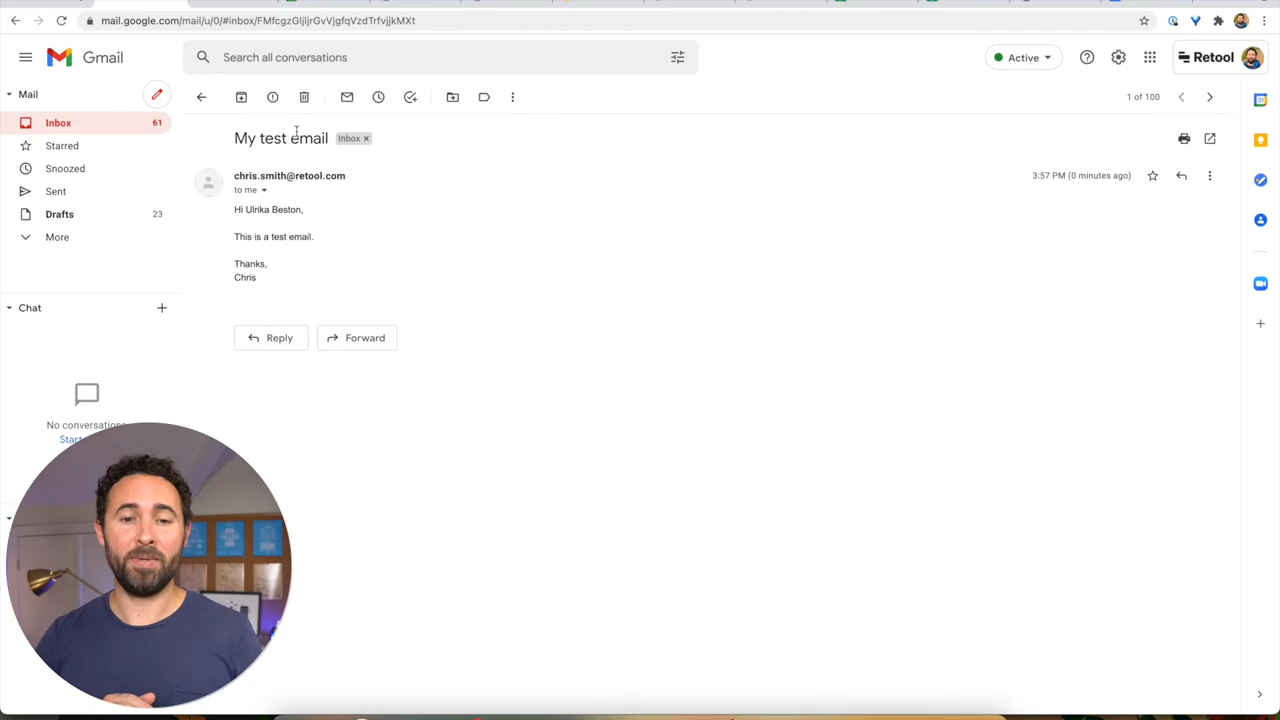 mail.google.com/mail/u/0/#inbox/FMfcgzGljljrGvVjgfqVzdTrfvjjkMXt
Gmail
Search all conversations
Active
Retool
Mail
1 of 100
Inbox 61
My test email Inbox x
Starred
Snoozed
chris.smith@retool.com
3:57 PM (0 minutes ago)
to me
Sent
Hi Ulrika Beston,
Drafts 23
More
This is a test email.
Thanks,
Chris
Chat
Reply
Forward
No conversations
Start